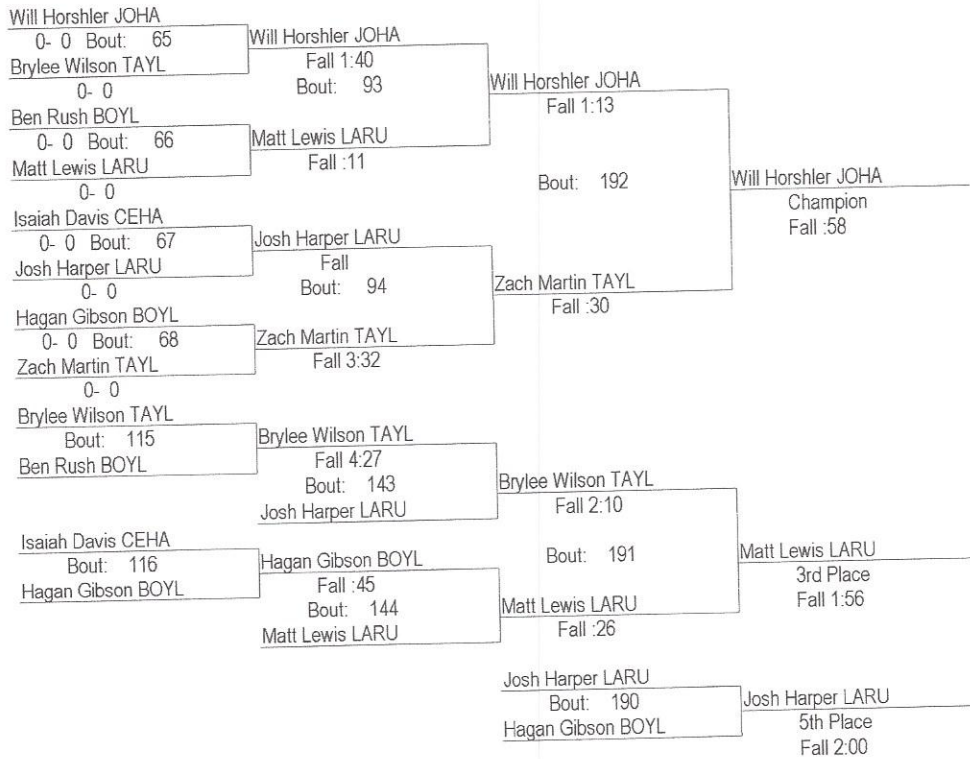 Will Horshler JOHA
0- 0 Bout: 65
Brylee Wilson TAYL
0- 0
Ben Rush BOYL
0- 0 Bout: 66
Matt Lewis LARU
0- 0
Isaiah Davis CEHA
0- 0 Bout: 67
Josh Harper LARU
0- 0
Hagan Gibson BOYL
0- 0 Bout: 68
Zach Martin TAYL
0- 0
Will Horshler JOHA
Fall 1:40
Bout: 93
Matt Lewis LARU
Fall :11
Josh Harper LARU
Fall
Bout: 94
Zach Martin TAYL
Fall 3:32
Will Horshler JOHA
Fall 1:13
Bout: 192
Zach Martin TAYL
Fall :30
Will Horshler JOHA
Champion
Fall :58
Brylee Wilson TAYL
Bout: 115
Ben Rush BOYL
Isaiah Davis CEHA
Bout: 116
Hagan Gibson BOYL
Brylee Wilson TAYL
Fall 4:27
Bout: 143
Josh Harper LARU
Hagan Gibson BOYL
Fall :45
Bout: 144
Matt Lewis LARU
Brylee Wilson TAYL
Fall 2:10
Bout: 191
Matt Lewis LARU
Fall :26
Matt Lewis LARU
3rd Place
Fall 1:56
Josh Harper LARU
Bout: 190
Hagan Gibson BOYL
Josh Harper LARU
5th Place
Fall 2:00